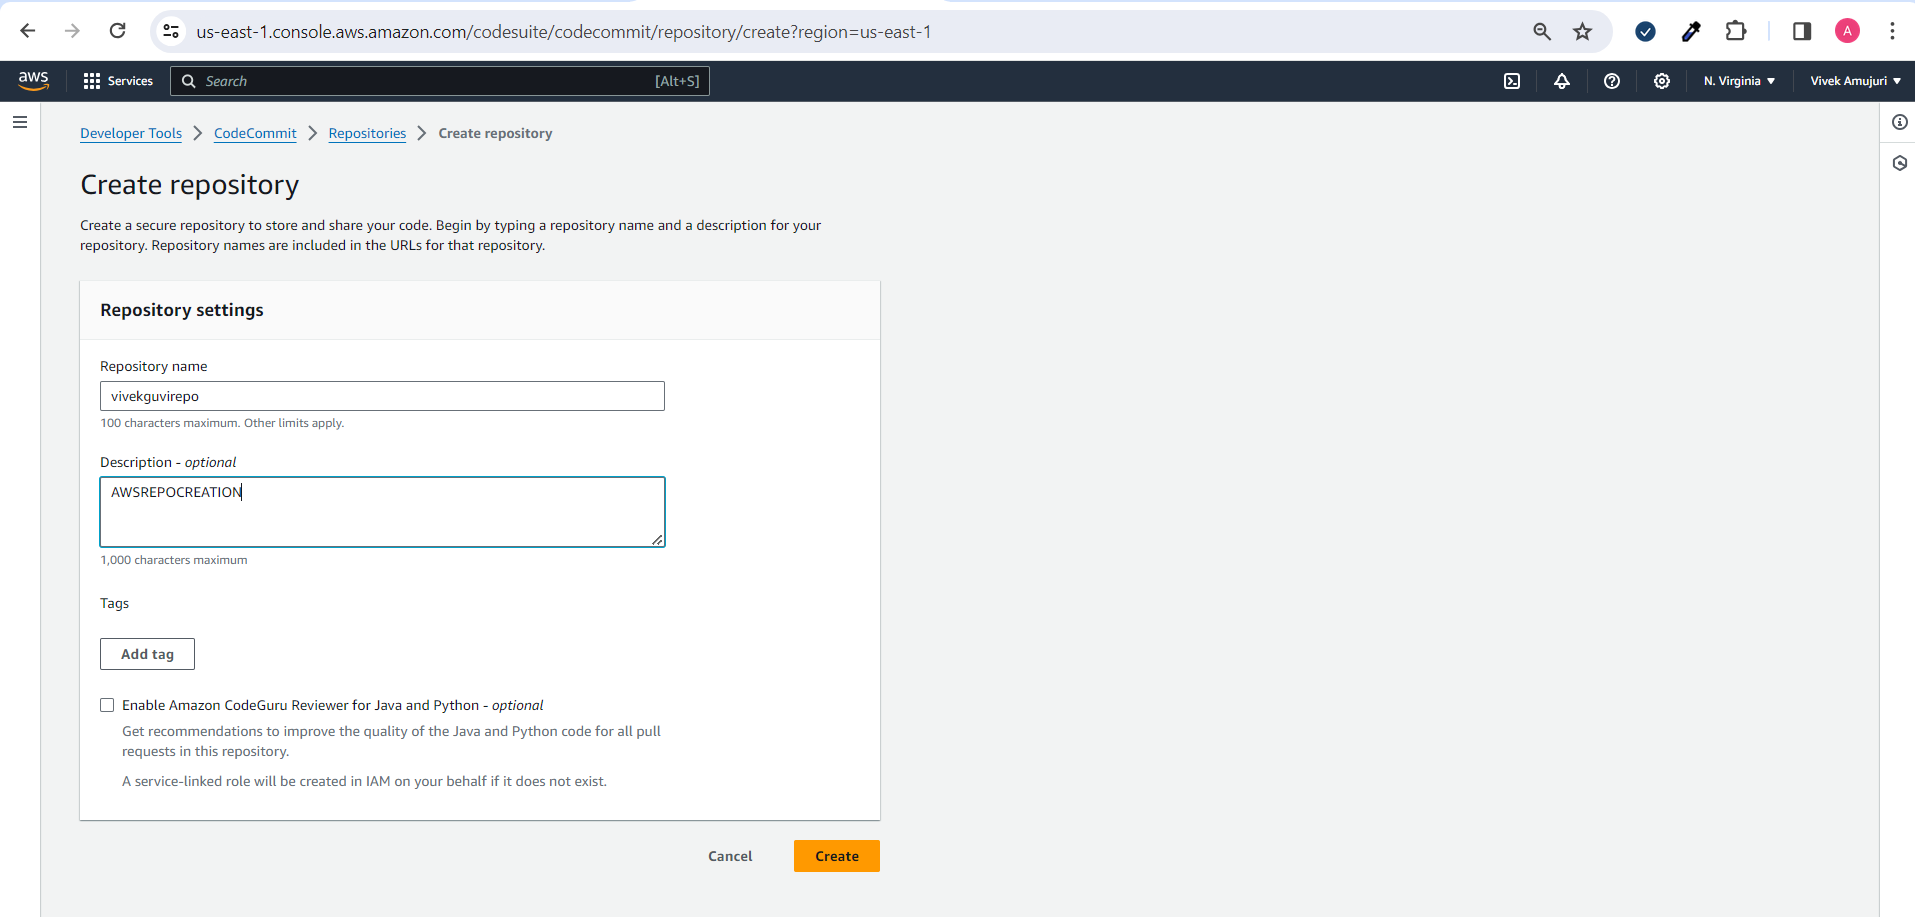 us-east-1.console.aws.amazon.com/codesuite/codecommit/repository/create?region=us-east-1
A
aws
Services
Search
[Alt+S]
N. Virginia
Vivek Amujuri
Developer Tools
CodeCommit
Repositories
Create repository
Create repository
Create a secure repository to store and share your code. Begin by typing a repository name and a description for your
repository. Repository names are included in the URLs for that repository.
Repository settings
Repository name
vivekguvirepo
100 characters maximum. Other limits apply.
Description - optional
AWSREPOCREATION
1,000 characters maximum
Tags
Add tag
Enable Amazon CodeGuru Reviewer for Java and Python - optional
Get recommendations to improve the quality of the Java and Python code for all pull
requests in this repository.
A service-linked role will be created in IAM on your behalf if it does not exist.
Cancel
Create